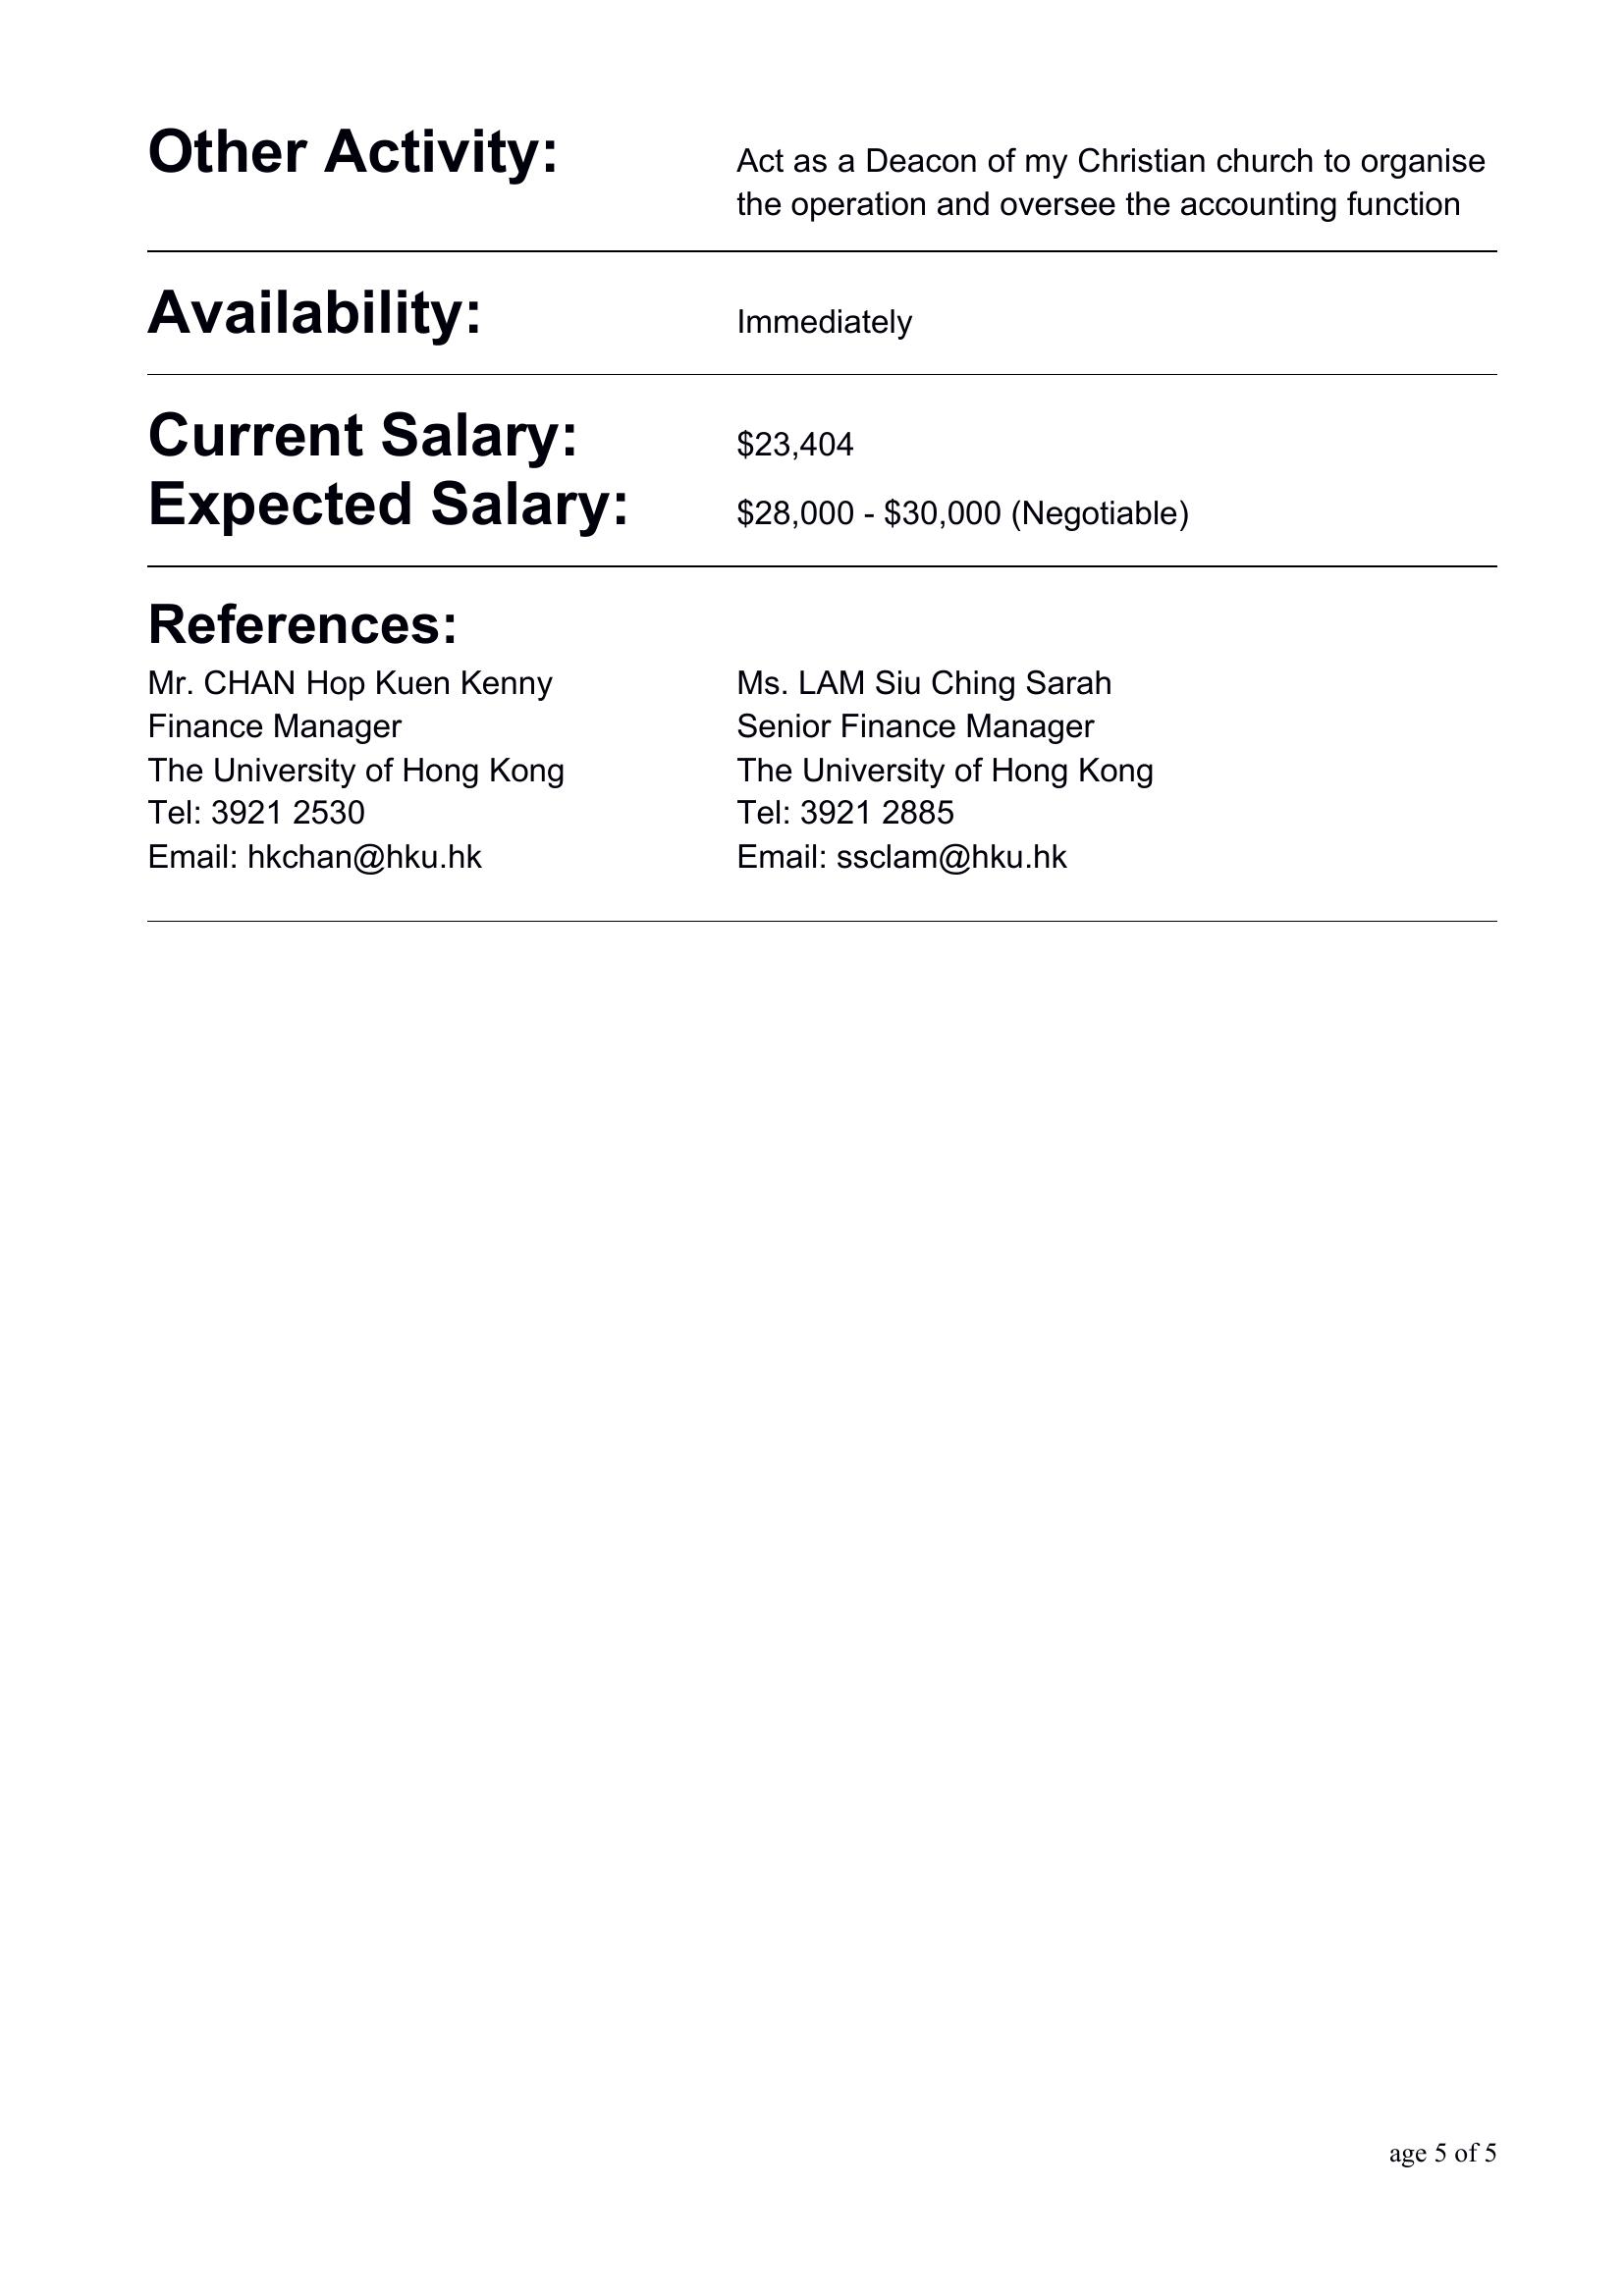 Other Activity: Act as a Deacon of my Christian church to organise
the operation and oversee the accounting function
Availability: Immediately
Current Salary: $23,404
Expected Salary: $28,000 - $30,000 (Negotiable)
References:
Mr. CHAN Hop Kuen Kenny
Finance Manager
The University of Hong Kong
Tel: 3921 2530
Email: hkchan@hku.hk
Ms. LAM Siu Ching Sarah
Senior Finance Manager
The University of Hong Kong
Tel: 3921 2885
Email: ssclam@hku.hk
age 5 of 5